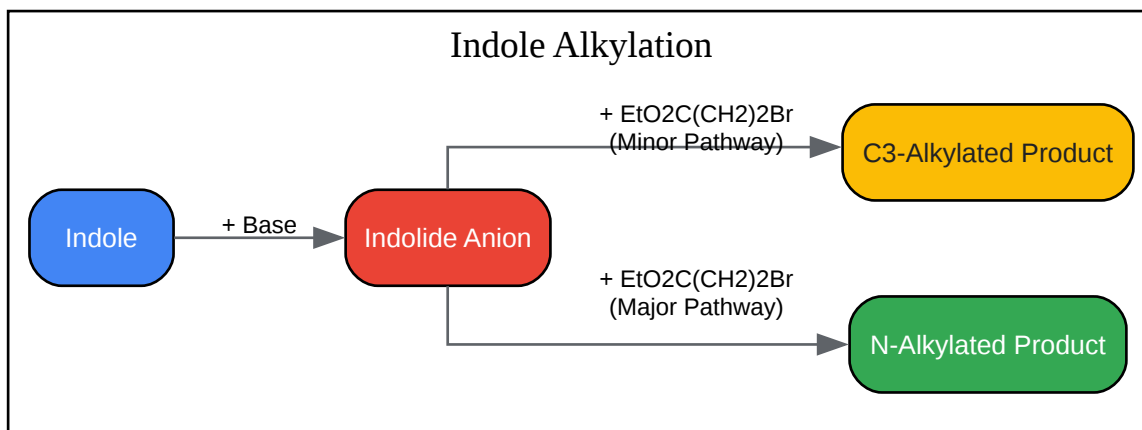 Indole Alkylation
+ EtO2C(CH2)2Br
(Minor Pathway)
C3-Alkylated Product
Indole
+ Base
Indolide Anion
+ EtO2C(CH2)2Br
(Major Pathway)
N-Alkylated Product